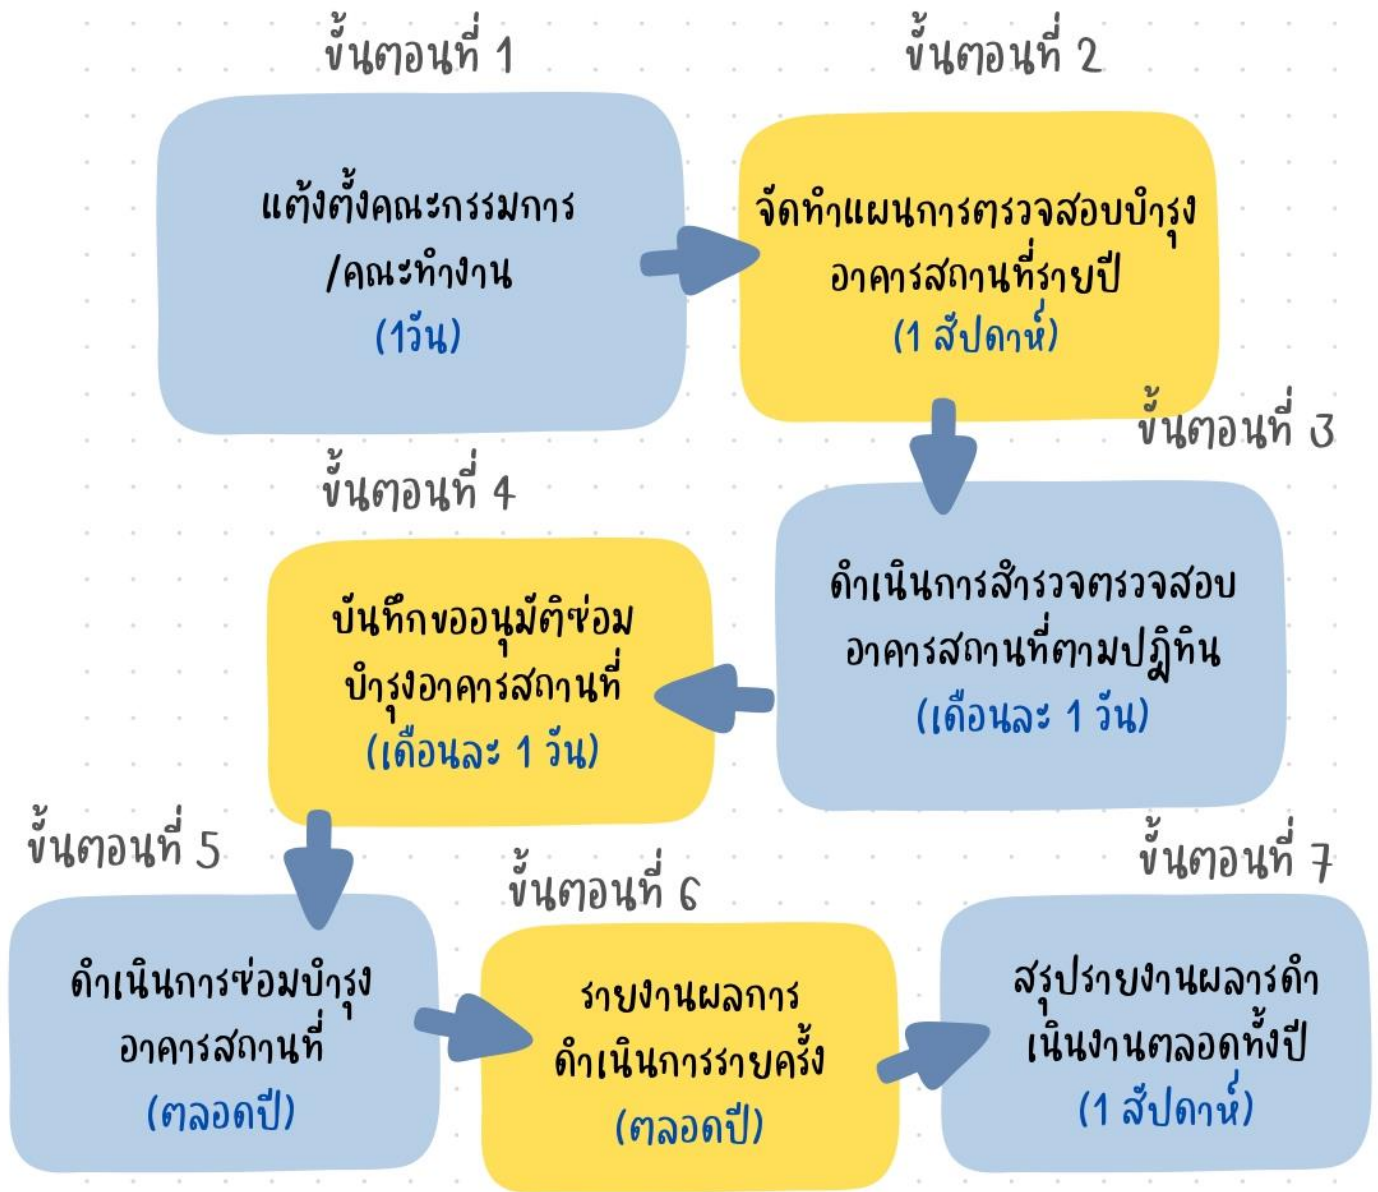 ขั้นตอนที่ 1
แต้งตั้งคณะกรรมการ
/คณะทำงาน
(1วัน)
ขั้นตอนที่ 2
จัดทำแผนการตรวจสอบบำรุง
อาคารสถานที่รายปี
(1 สัปดาห์)
ขั้นตอนที่ 3
ดำเนินการสำรวจตรวจสอบ
อาคารสถานที่ตามปฎิทิน
(เดือนละ 1 วัน)
ขั้นตอนที่ 4
บันทึกขออนุมัติซ่อม
บำรุงอาคารสถานที่
(เดือนละ 1 วัน)
ขั้นตอนที่ 5
ดำเนินการซ่อมบำรุง
อาคารสถานที่
(ตลอดปี)
ขั้นตอนที่ 6
รายงานผลการ
ดำเนินการรายครั้ง
(ตลอดปี)
ขั้นตอนที่ 7
สรุปรายงานผลารดำ
เนินงานตลอดทั้งปี
(1 สัปดาห์)